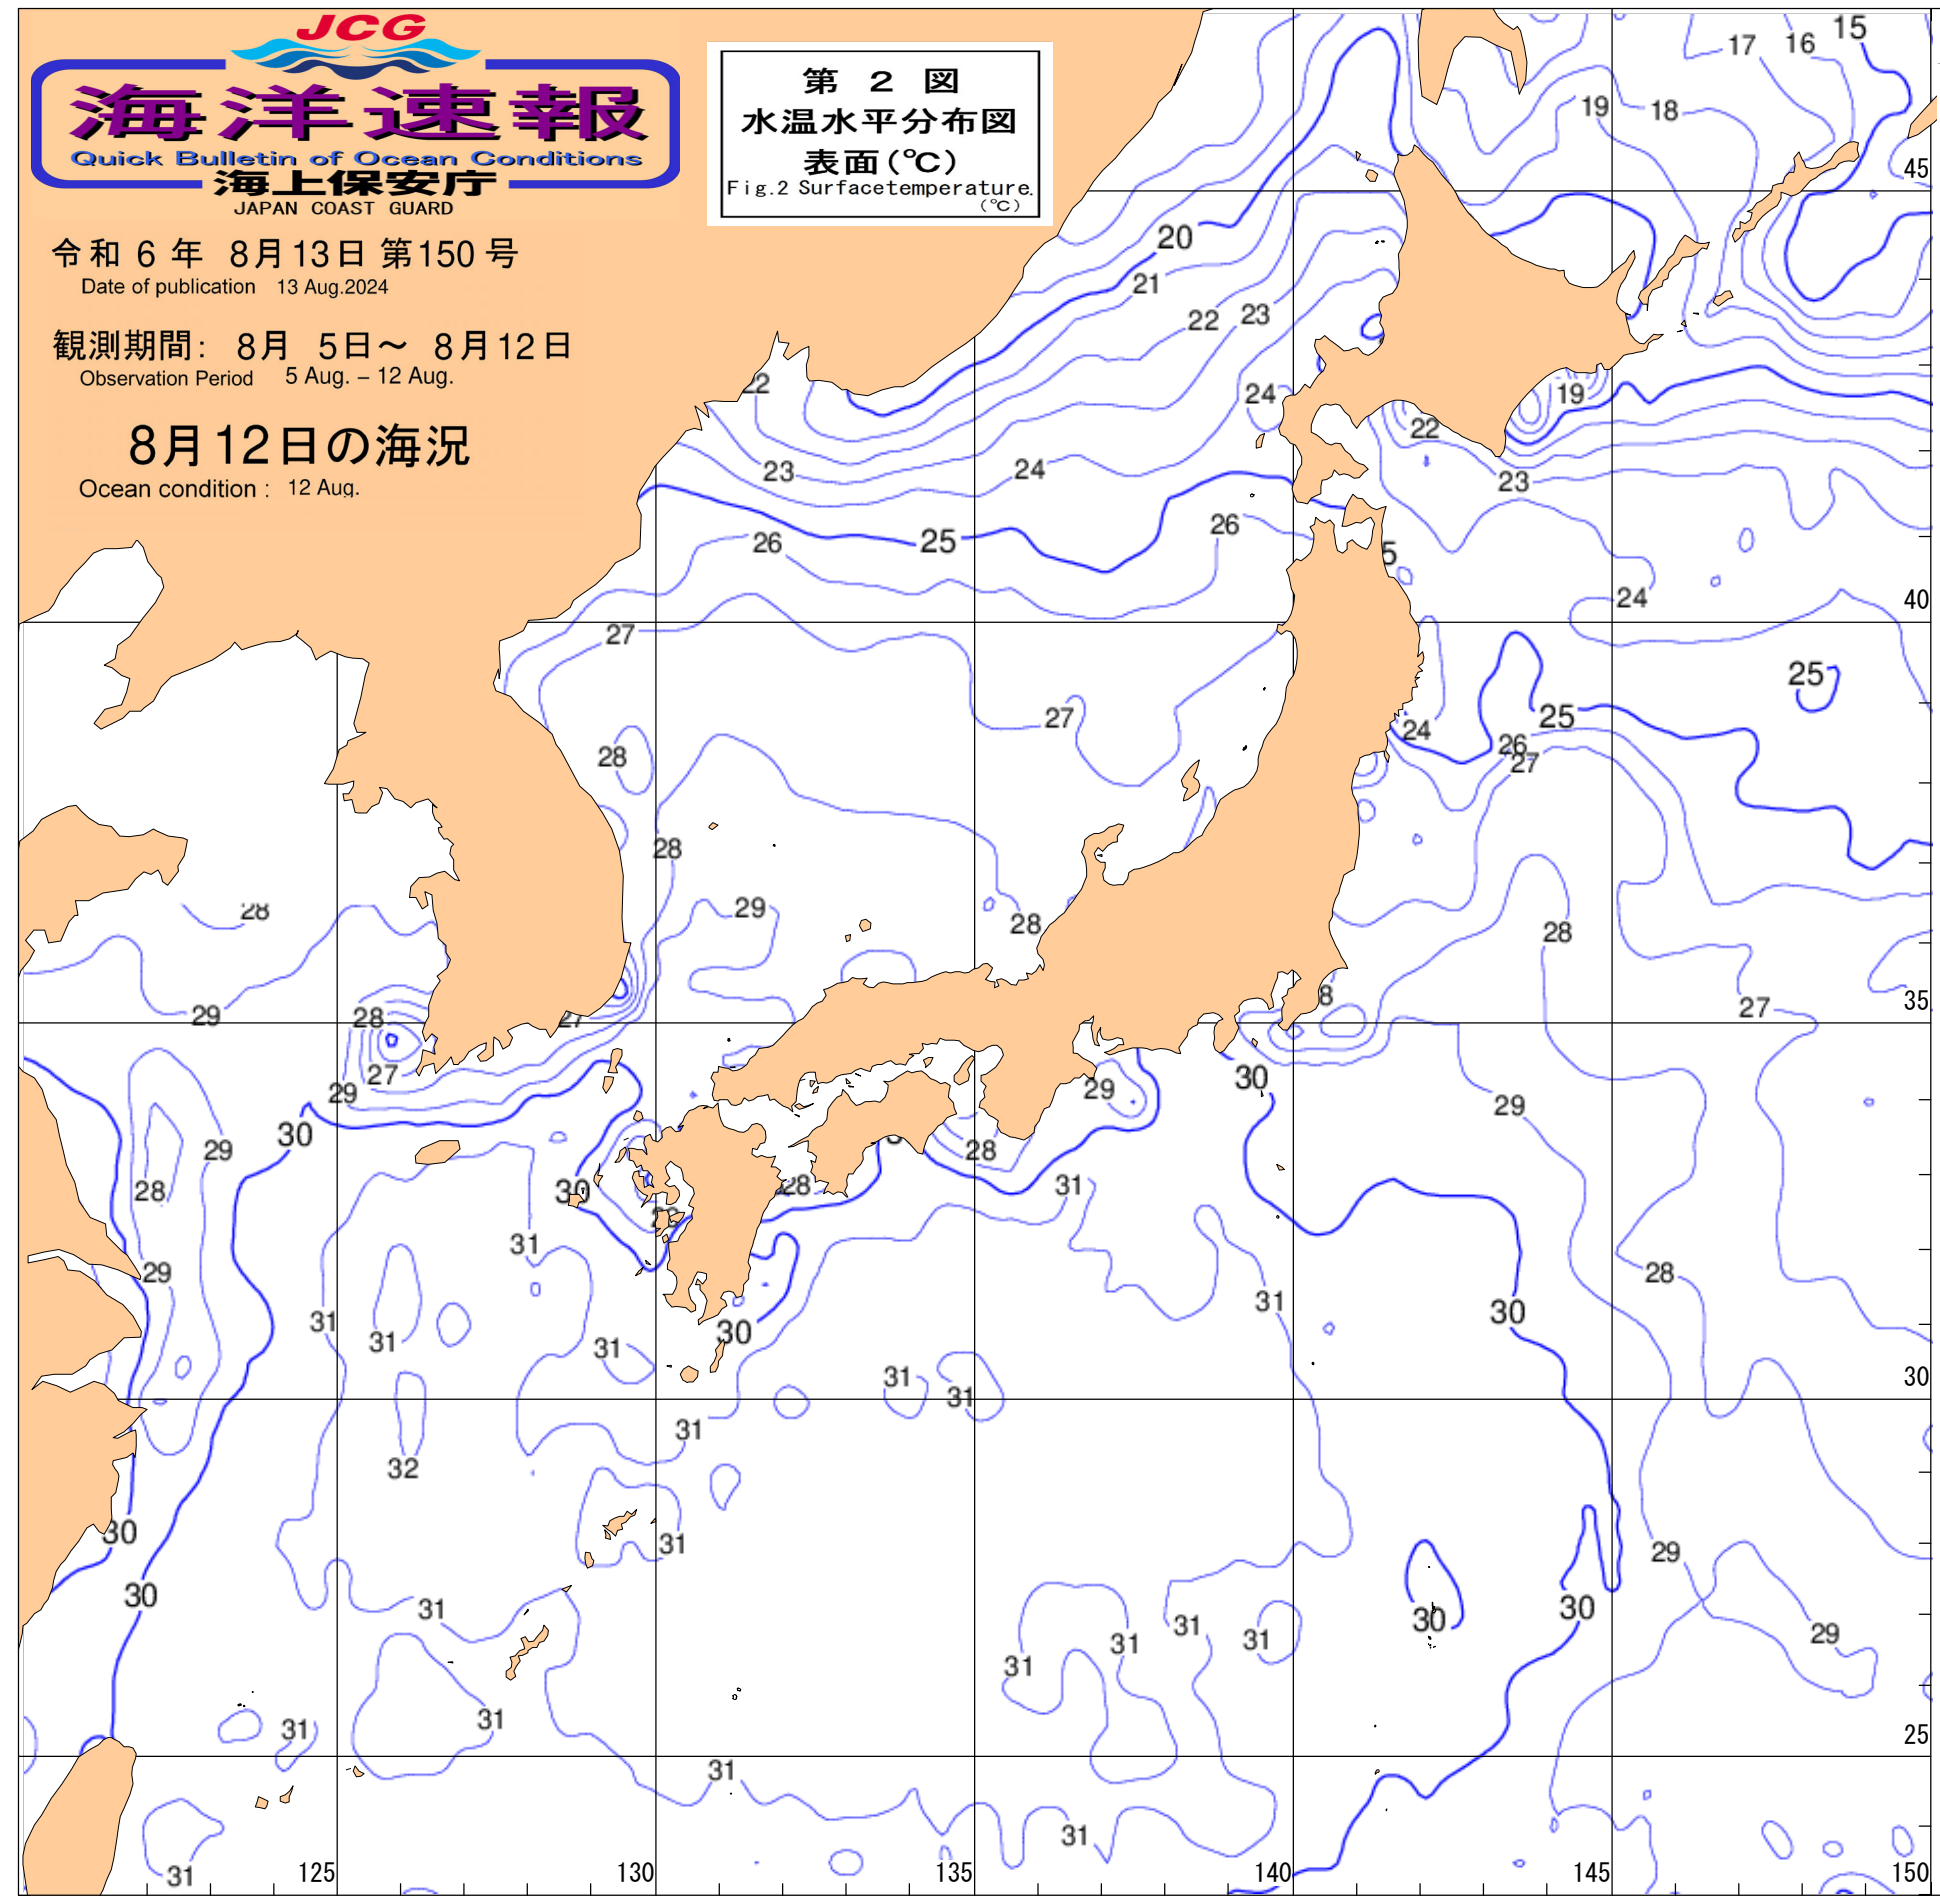 JCG
海洋速報
Quick Bulletin of Ocean Conditions
海上保安庁
JAPAN COAST GUARD
令和 6 年 8月13日 第150号
Date of publication 13 Aug.2024
観測期間: 8月 5日～ 8月12日
Observation Period 5 Aug. – 12 Aug.
8月12日の海況
Ocean condition : 12 Aug.
第 2 図
水温水平分布図
表面(℃)
Fig.2 Surfacetemperature.
(℃)
17 16 15
19 18
45
20
21
22 23
22 24 19
22
23 24 23
26 25 26
5
24 40
27
25
27 25
24 26
28 27
28
29 28
28 28
29 28 8 27 35
28 27
27
29 29 30 29
30
29 28
28 30 28 31
29 31 28
29
31 31 31 30
31 30
31
31 31 30
31
32
30 31 29
30 31 31 30 30
31 31 31 29
31
31 31 25
31
31
31 125 130 135 140 145 150